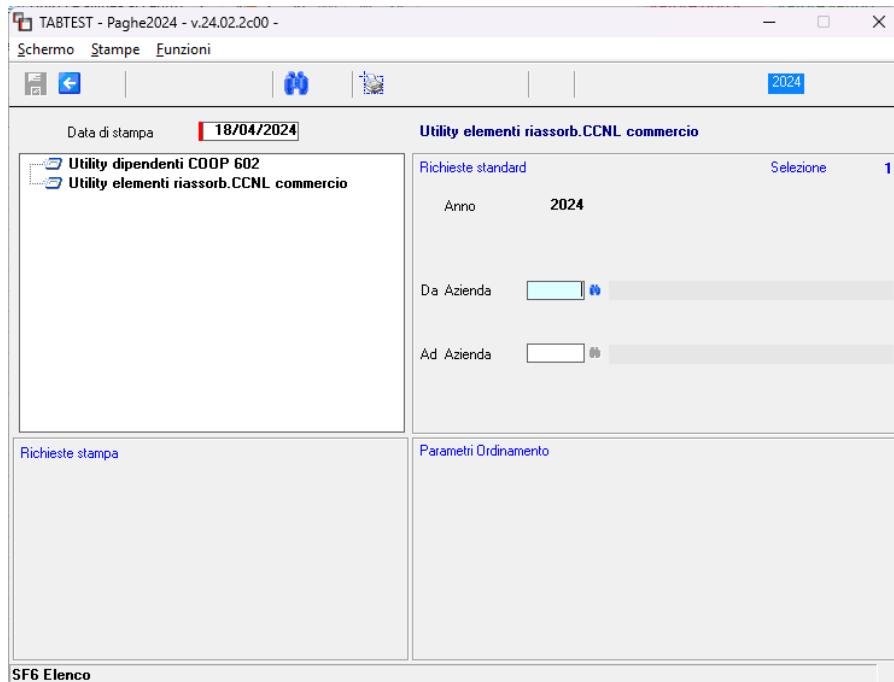 TABTEST - Paghe2024 - v.24.02.2c00 -
Schermo Stampe Funzioni
2024
Data di stampa 18/04/2024
Utility elementi riassorb.CCNL commercio
Utility dipendenti COOP 602
Utility elementi riassorb.CCNL commercio
Richieste standard Selezione 1
Anno 2024
Da Azienda
Ad Azienda
Richieste stampa
Parametri Ordinamento
SF6 Elenco